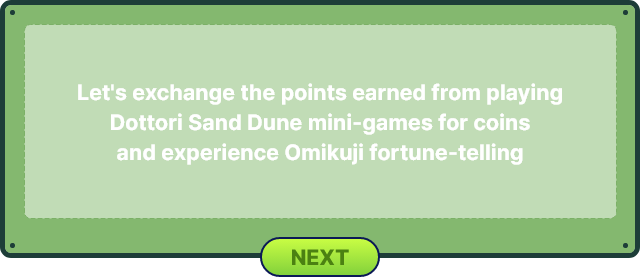 Let's exchange the points earned from playing
Dottori Sand Dune mini-games for coins
and experience Omikuji fortune-telling
NEXT